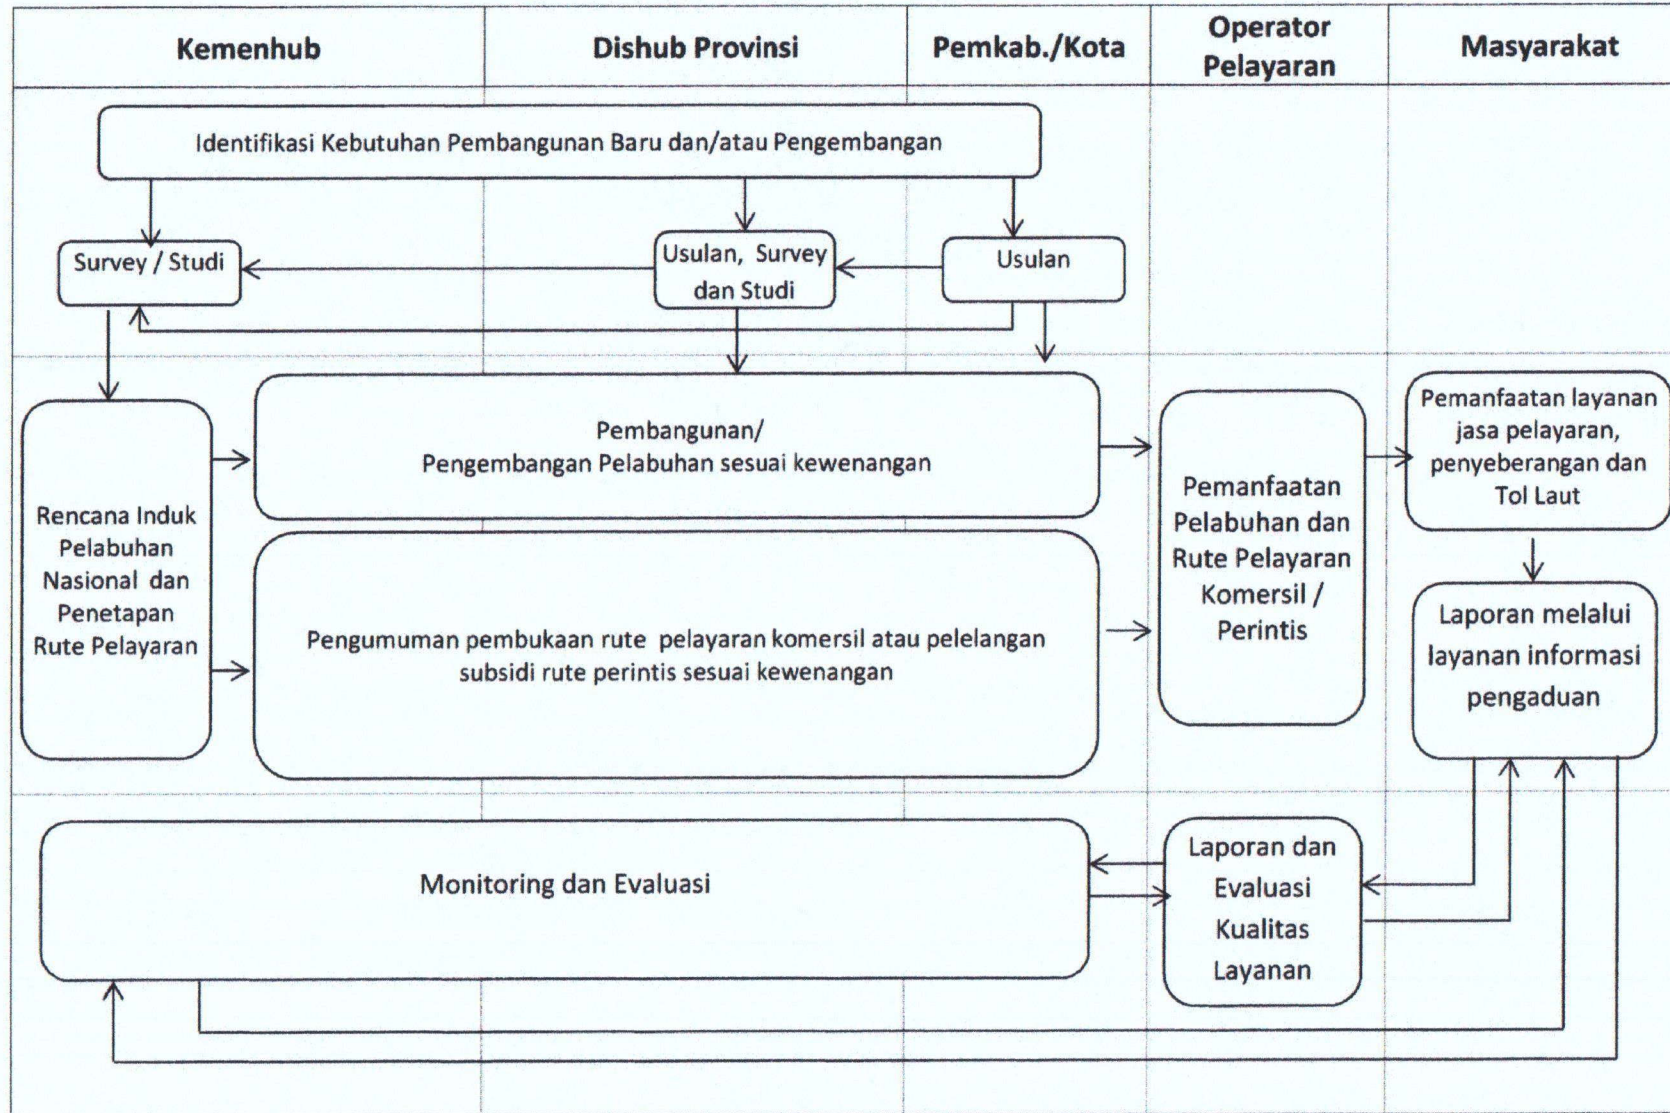 Kemenhub
Dishub Provinsi
Pemkab./Kota
Operator
Pelayaran
Masyarakat
Identifikasi Kebutuhan Pembangunan Baru dan/atau Pengembangan
Survey / Studi
Usulan, Survey
dan Studi
Usulan
Rencana Induk
Pelabuhan
Nasional dan
Penetapan
Rute Pelayaran
Pembangunan/
Pengembangan Pelabuhan sesuai kewenangan
Pengumuman pembukaan rute pelayaran komersil atau pelelangan
subsidi rute perintis sesuai kewenangan
Pemanfaatan
Pelabuhan dan
Rute Pelayaran
Komersil /
Perintis
Pemanfaatan layanan
jasa pelayaran,
penyeberangan dan
Tol Laut
Laporan melalui
layanan informasi
pengaduan
Monitoring dan Evaluasi
Laporan dan
Evaluasi
Kualitas
Layanan